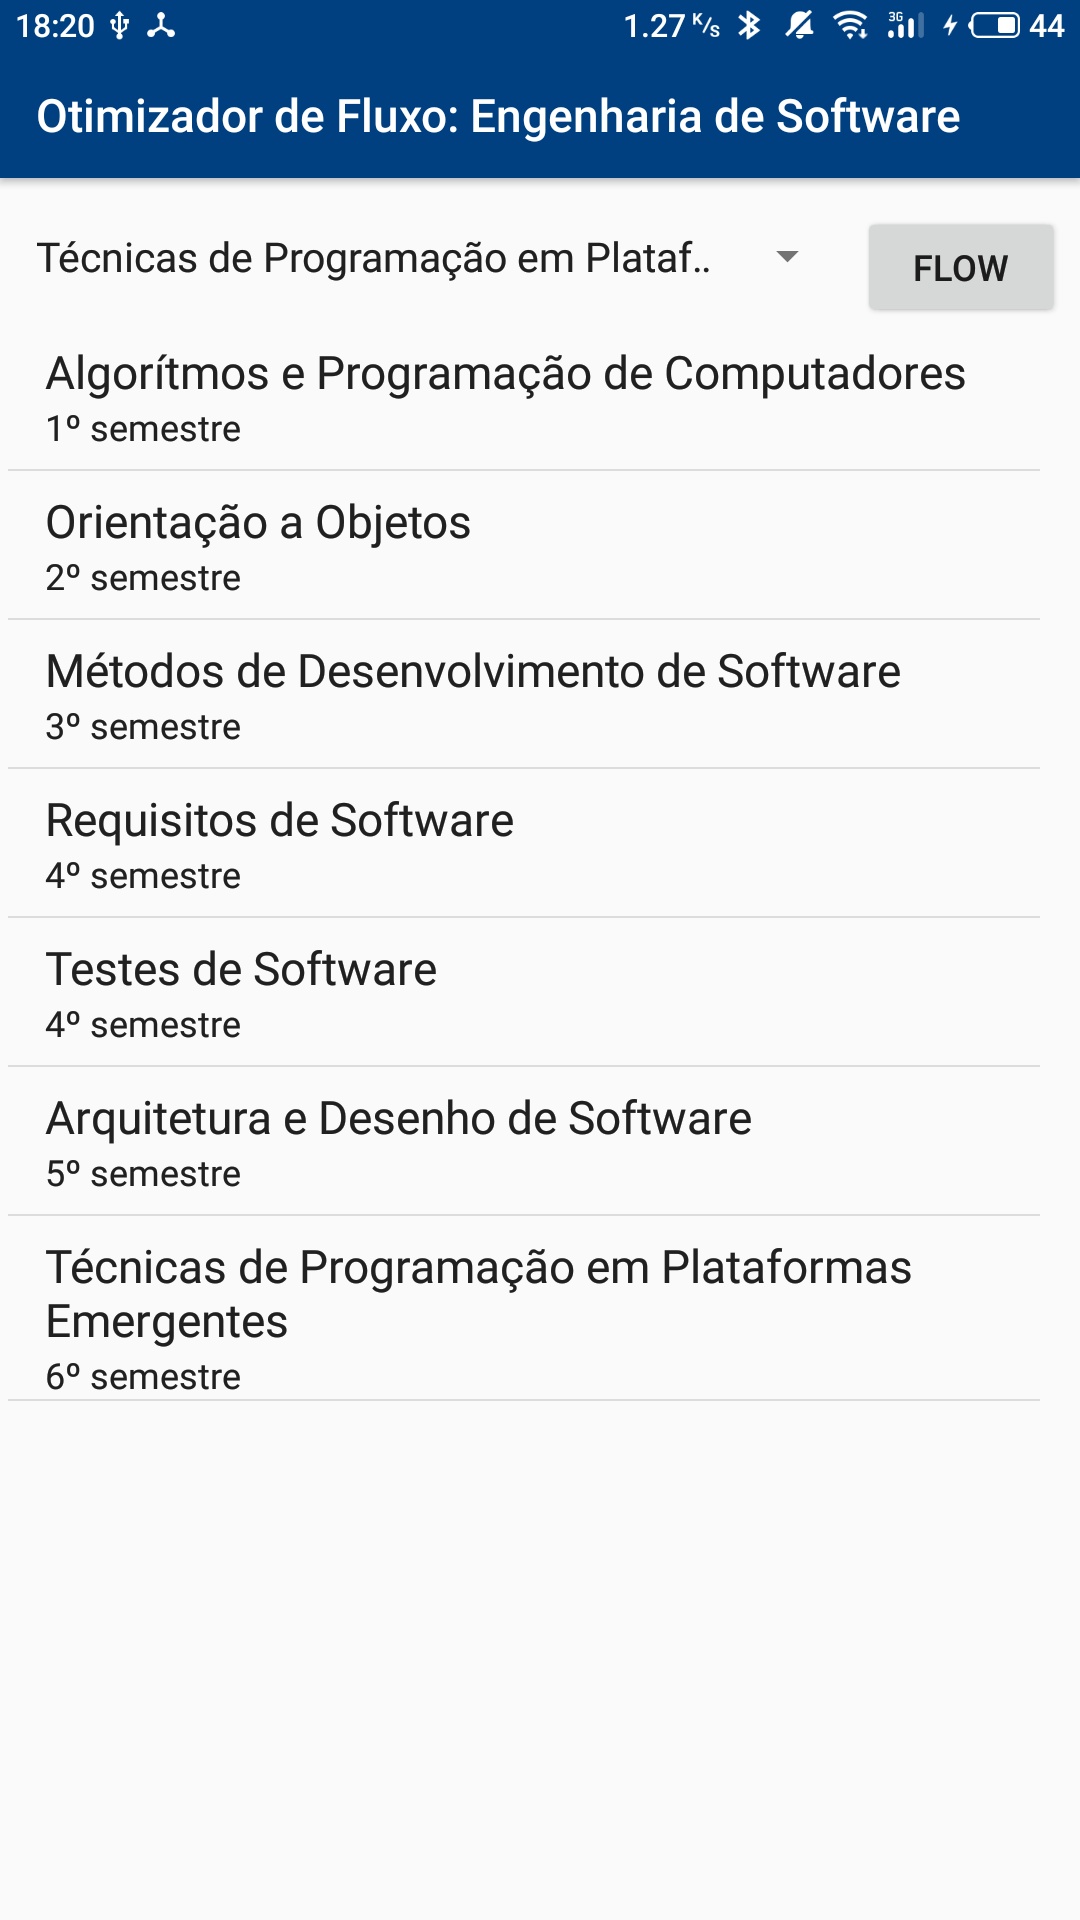 18:20 1.27 K/s 3G 44
Otimizador de Fluxo: Engenharia de Software
Técnicas de Programação em Plataf..
FLOW
Algorítmos e Programação de Computadores
1º semestre
Orientação a Objetos
2º semestre
Métodos de Desenvolvimento de Software
3º semestre
Requisitos de Software
4º semestre
Testes de Software
4º semestre
Arquitetura e Desenho de Software
5º semestre
Técnicas de Programação em Plataformas
Emergentes
6º semestre